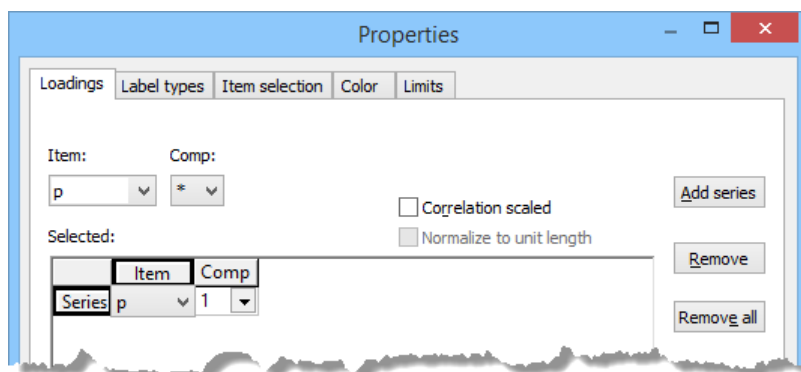 Properties
Loadings Label types Item selection Color Limits
Item: Comp:
p *
Add series
Correlation scaled
Selected:
Normalize to unit length
Remove
Item Comp
Series p 1
Remove all